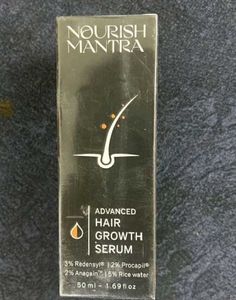 NOURISH
MANTRA
ADVANCED
HAIR
GROWTH
SERUM
3% Redensyl® | 2% Procapil®
2% Anagain™ | 5% Rice water
50 ml - 1.69 fl oz